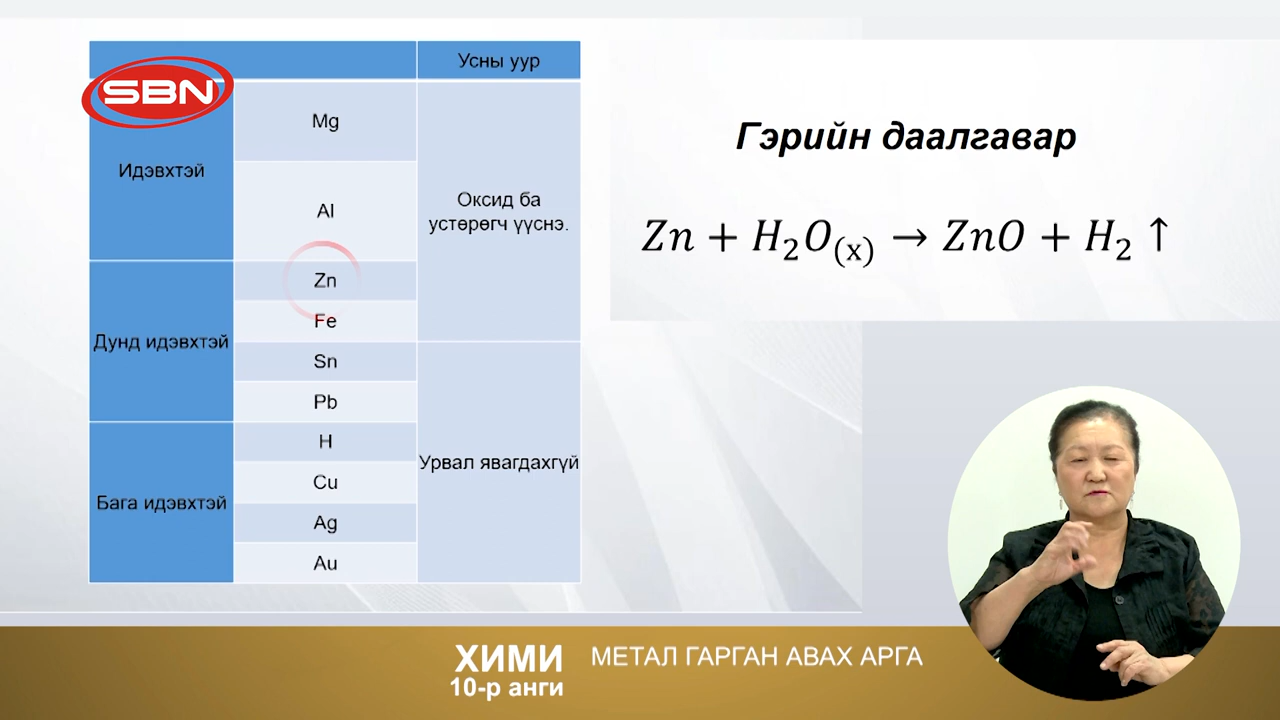 SBN
Усны уур
Идэвхтэй
Mg
Al
Оксид ба
устөрөгч үүснэ.
Дунд идэвхтэй
Zn
Fe
Sn
Pb
Бага идэвхтэй
H
Cu
Ag
Au
Урвал явагдахгүй
Гэрийн даалгавар
Zn + H₂O₍ₓ₎ → ZnO + H₂ ↑
ХИМИ
10-р анги
МЕТАЛ ГАРГАН АВАХ АРГА